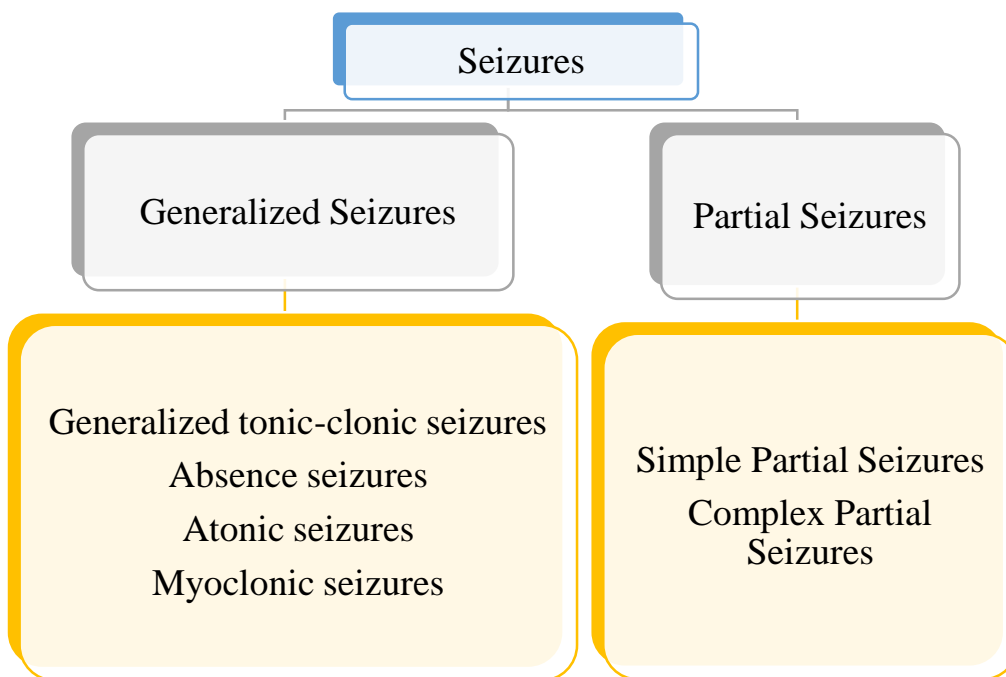 Seizures
Generalized Seizures
Partial Seizures
Generalized tonic-clonic seizures
Absence seizures
Atonic seizures
Myoclonic seizures
Simple Partial Seizures
Complex Partial
Seizures